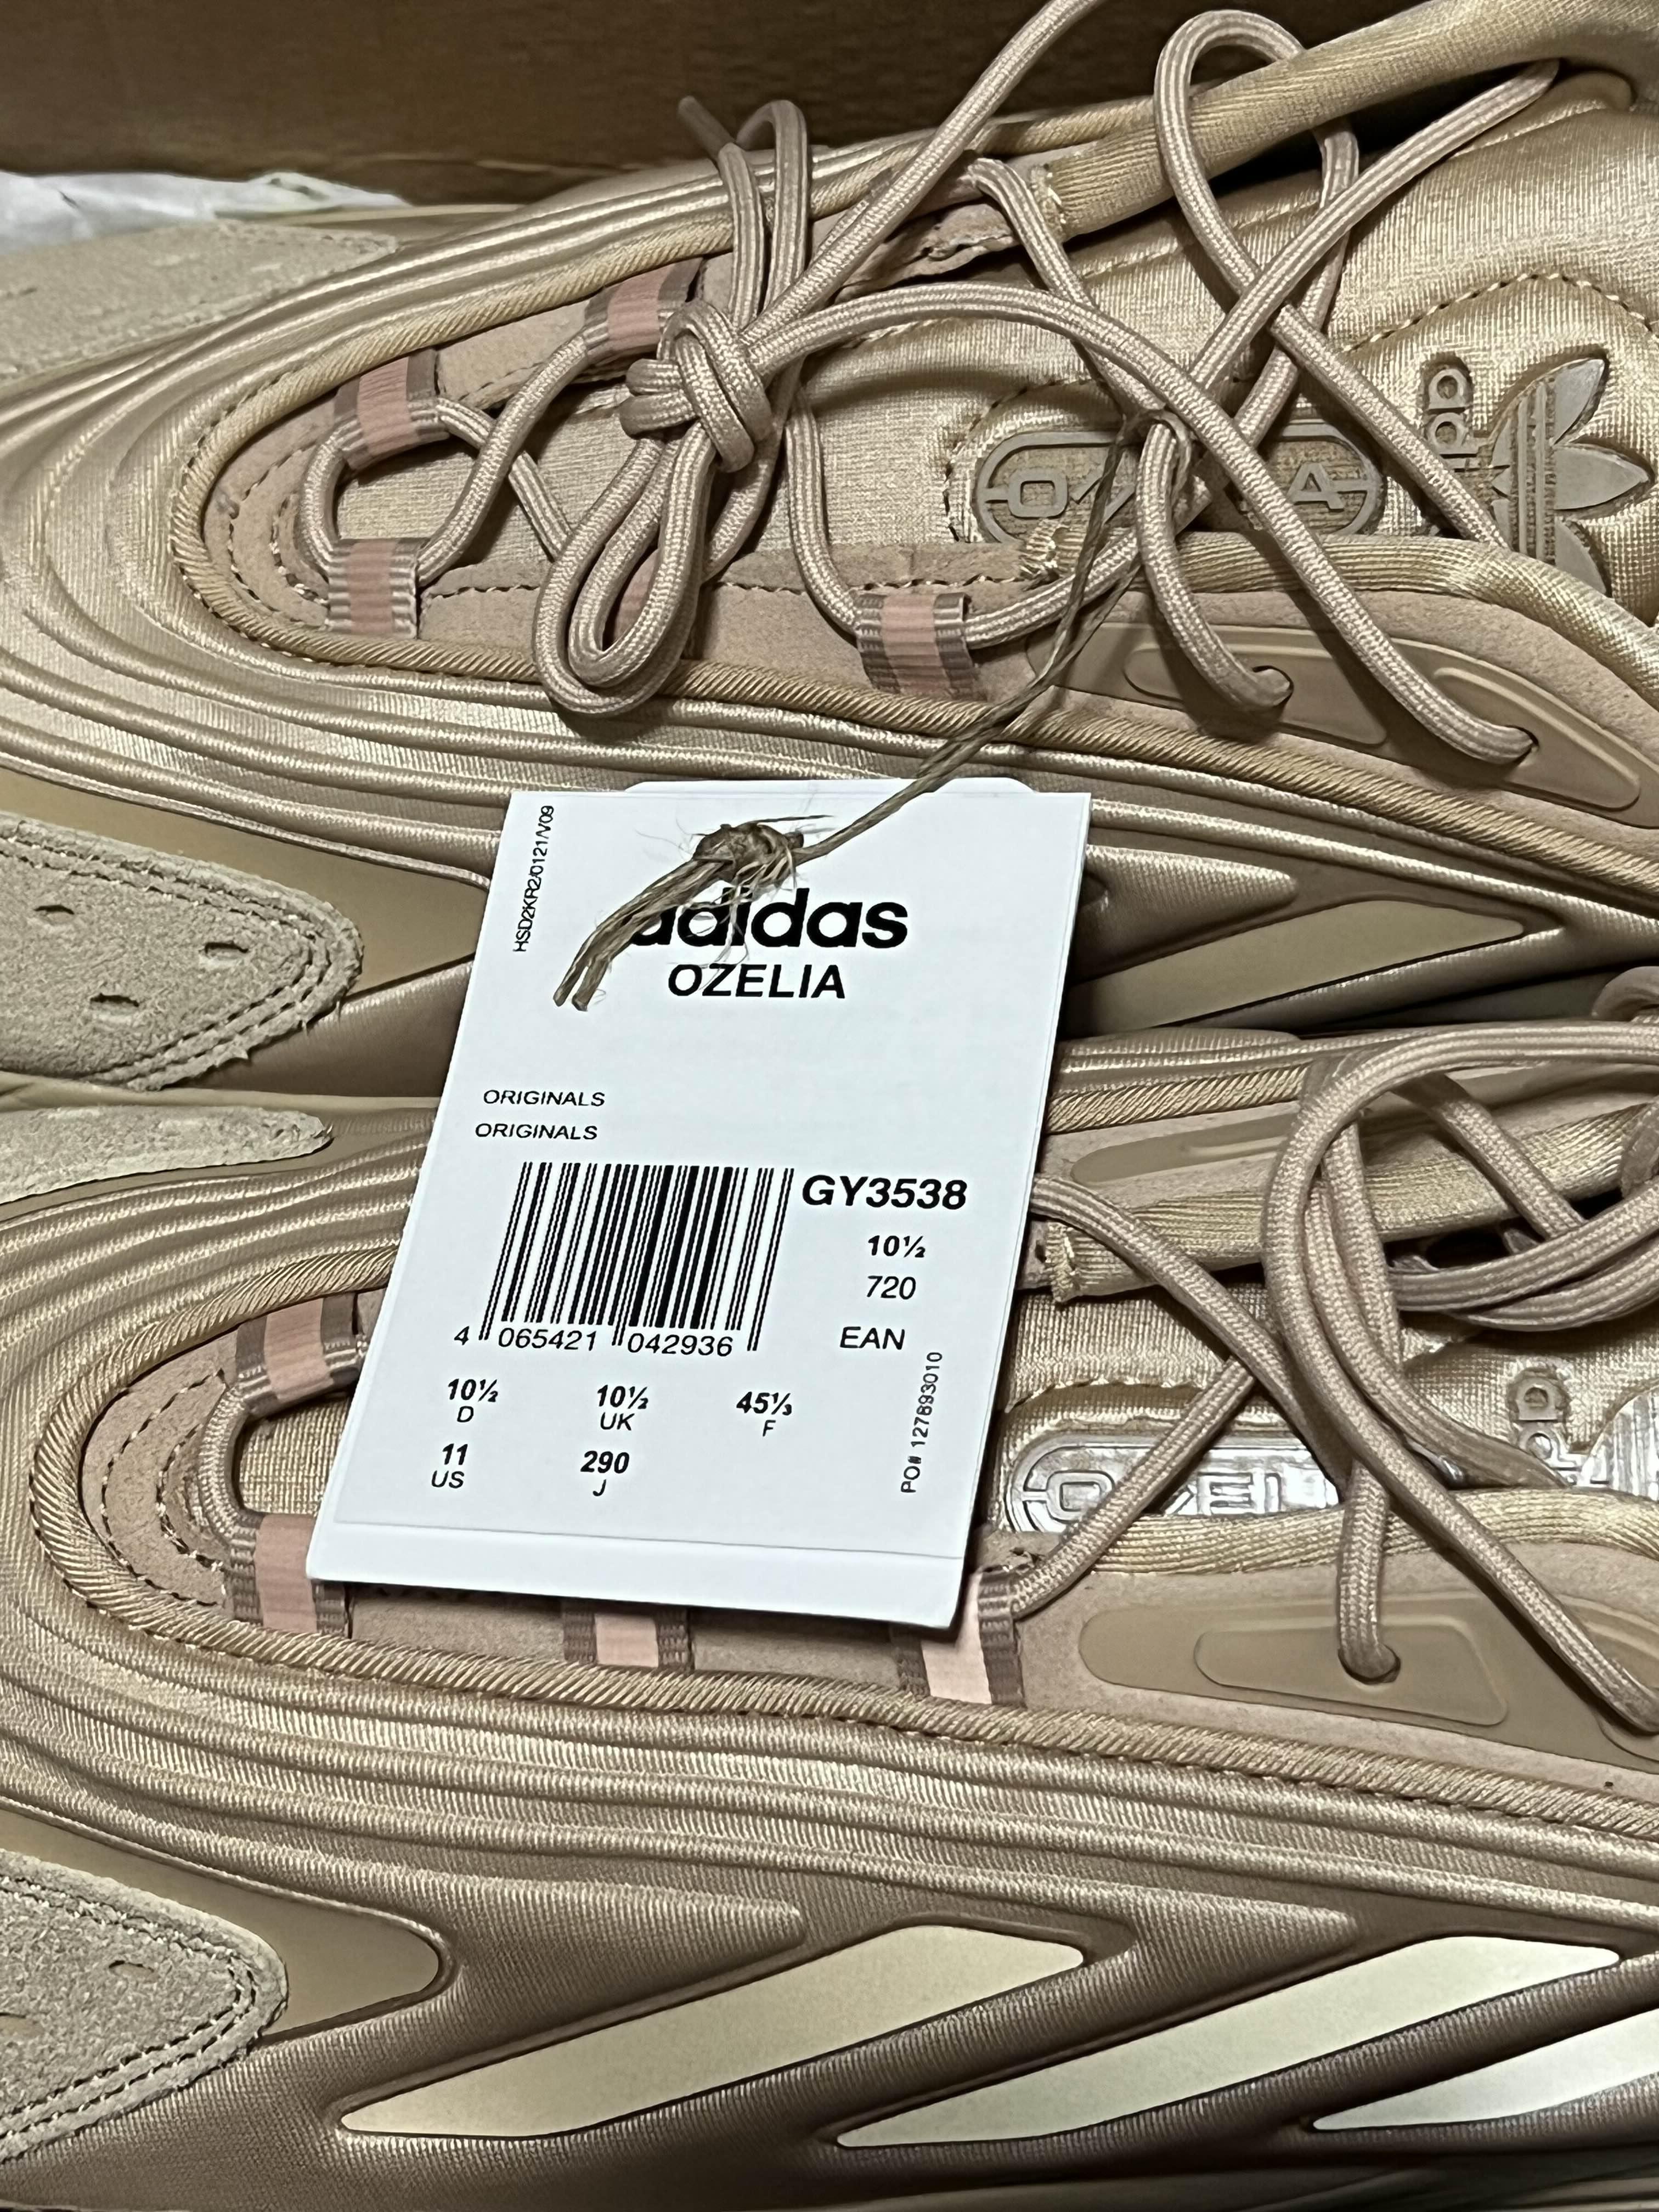 HSD2KR2/0121/V09
adidas
OZELIA
ORIGINALS
ORIGINALS
GY3538
10½
720
EAN
4 065421 042936
10½ 10½ 45⅓
D UK F
11 290
US J
PO# 127693010